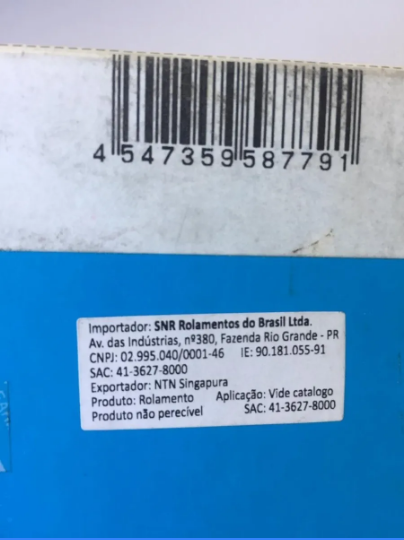 4 547359 587791
Importador: SNR Rolamentos do Brasil Ltda.
Av. das Indústrias, nº380, Fazenda Rio Grande - PR
CNPJ: 02.995.040/0001-46 IE: 90.181.055-91
SAC: 41-3627-8000
Exportador: NTN Singapura
Produto: Rolamento Aplicação: Vide catalogo
Produto não perecível SAC: 41-3627-8000